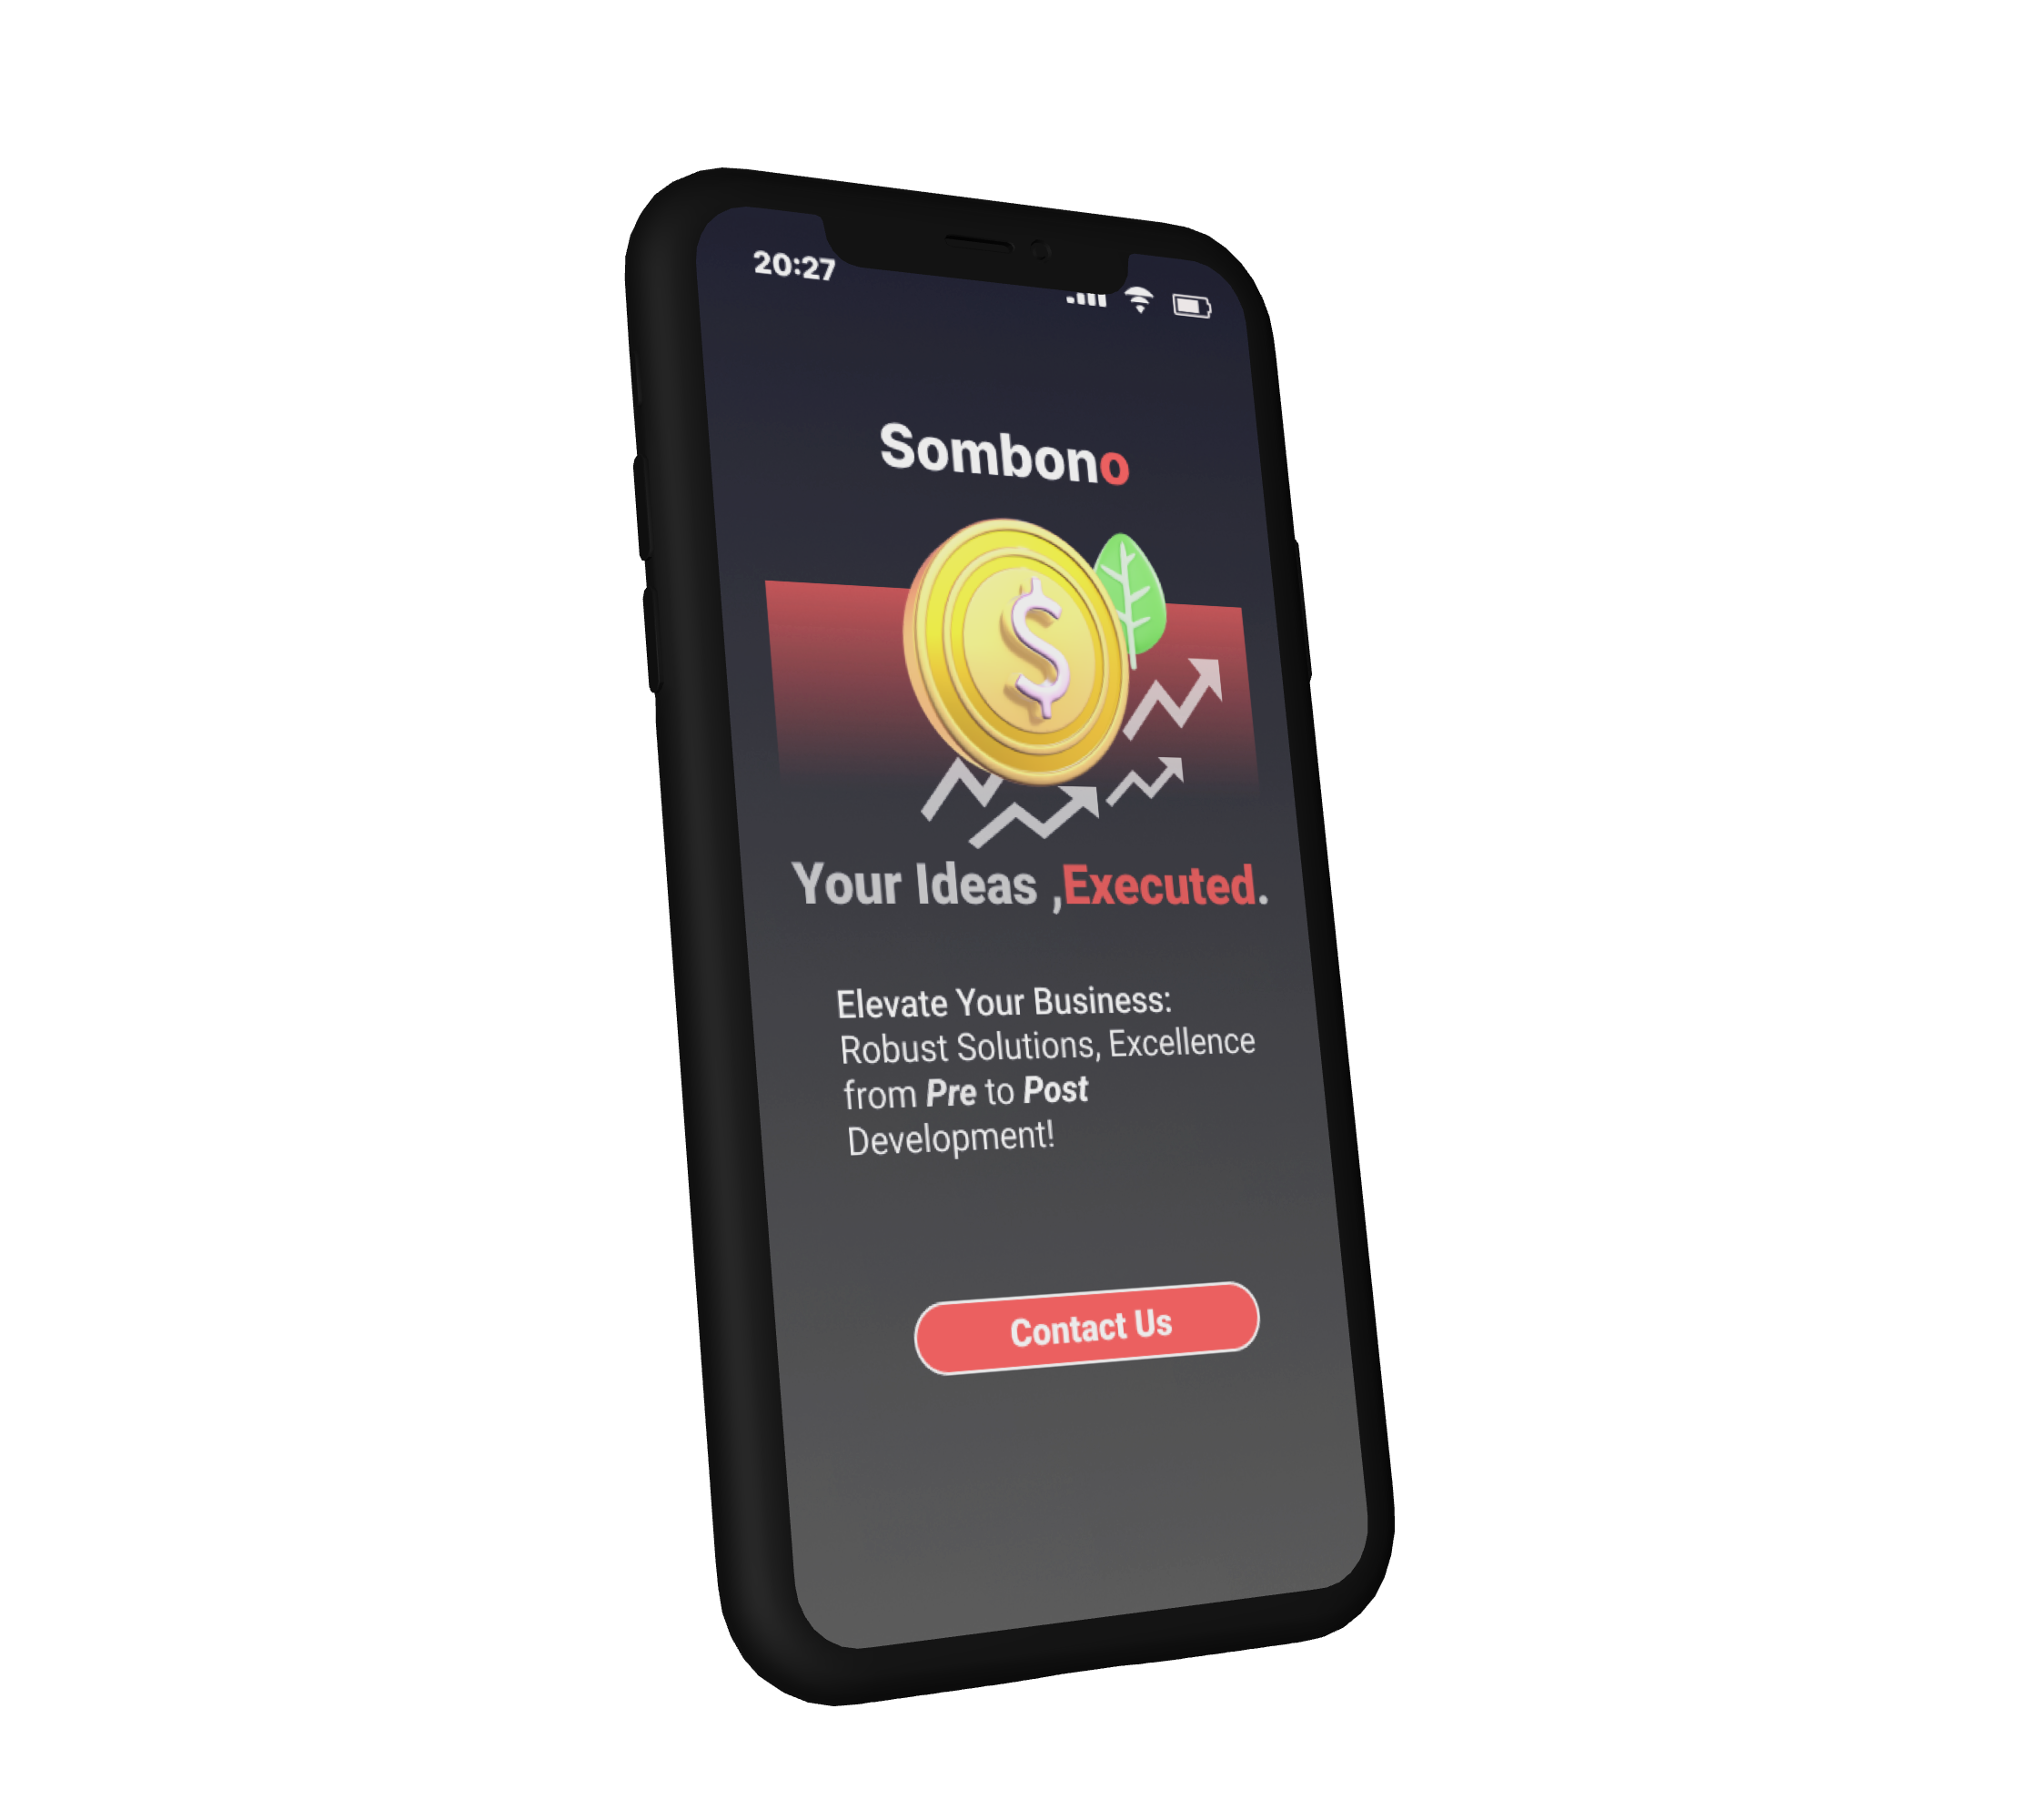 20:27
Sombono
$
Your Ideas ,Executed.
Elevate Your Business:
Robust Solutions, Excellence
from Pre to Post
Development!
Contact Us